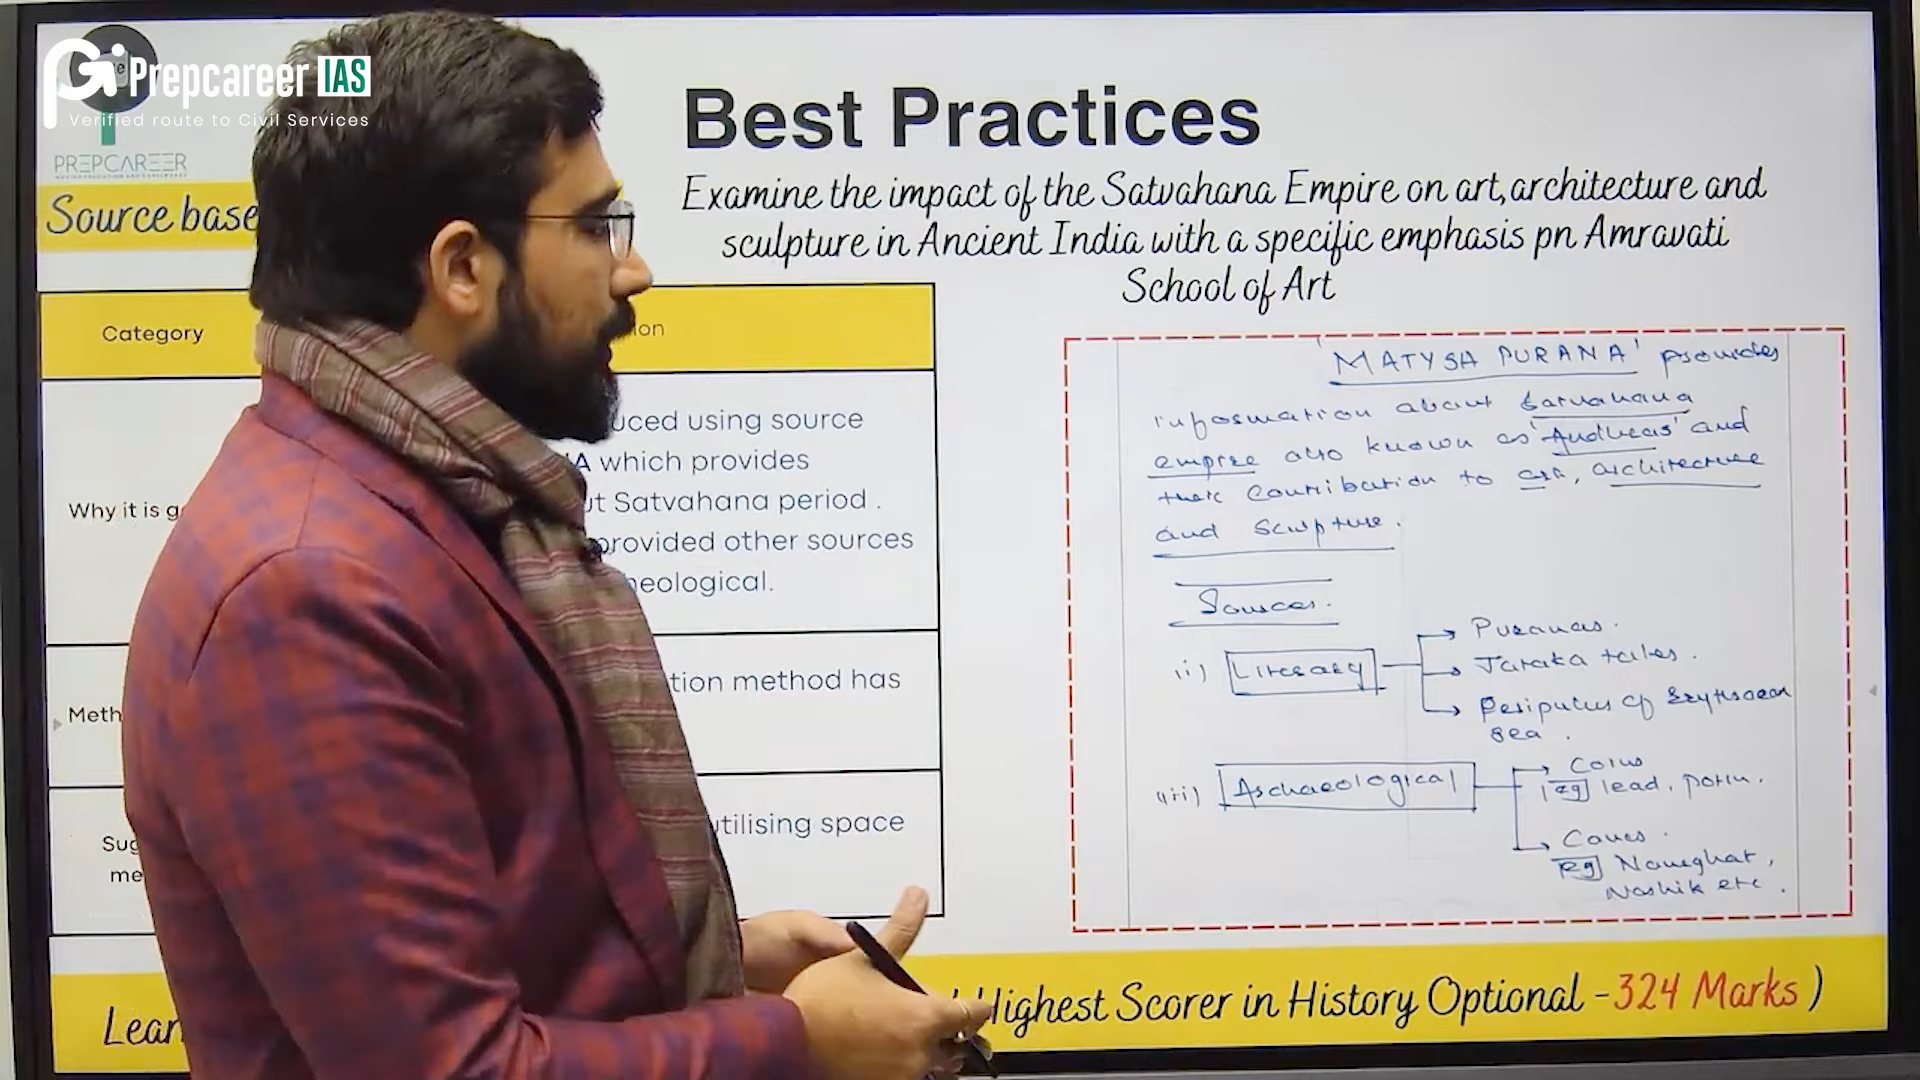 Prepcareer IAS
Verified route to Civil Services
PREPCAREER
Best Practices
Source base
Examine the impact of the Satvahana Empire on art, architecture and
sculpture in Ancient India with a specific emphasis pn Amravati
School of Art
Category
ion
Why it is g
uced using source
A which provides
ut Satvahana period .
provided other sources
heological.
Meth
tion method has
Sug
me
utilising space
'MATYSA PURANA' provides
information about Satvahana
empire also known as 'Andhras' and
their contribution to art, architecture
and sculpture.
Sources.
ii) Literary
Puranas.
Jataka tales.
Periplus of Erythraean
sea.
iii) Archaeological
Coins
eg lead, potin.
Caves.
eg Naneghat,
Nashik etc.
Lear
Highest Scorer in History Optional - 324 Marks )